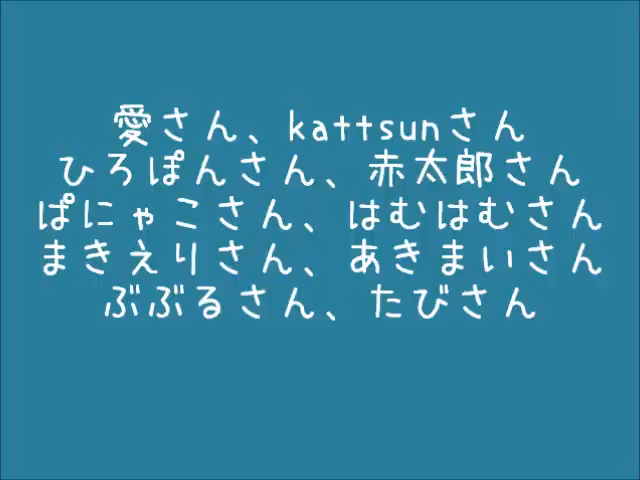 愛さん、kattsunさん
ひろぽんさん、赤太郎さん
ぱにゃこさん、はむはむさん
まきえりさん、あきまいさん
ぶぶるさん、たびさん